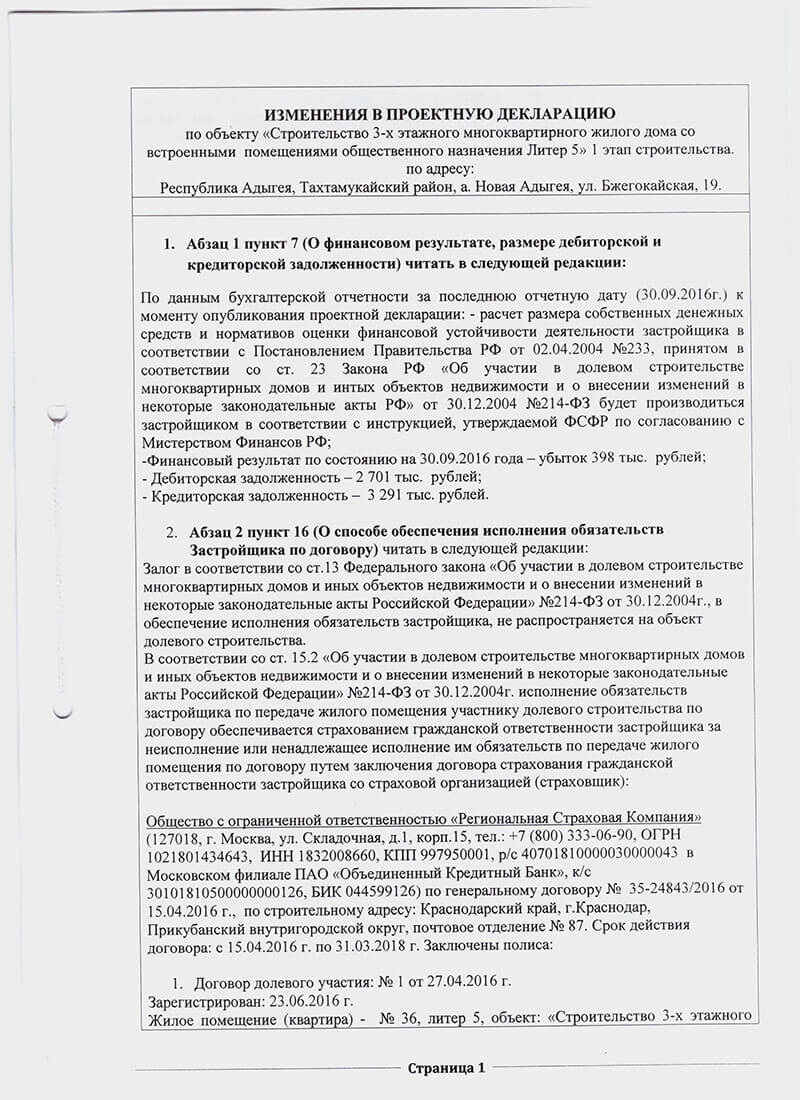 ИЗМЕНЕНИЯ В ПРОЕКТНУЮ ДЕКЛАРАЦИЮ
по объекту «Строительство 3-х этажного многоквартирного жилого дома со
встроенными помещениями общественного назначения Литер 5» 1 этап строительства.
по адресу:
Республика Адыгея, Тахтамукайский район, а. Новая Адыгея, ул. Бжегокайская, 19.
1. Абзац 1 пункт 7 (О финансовом результате, размере дебиторской и
кредиторской задолженности) читать в следующей редакции:
По данным бухгалтерской отчетности за последнюю отчетную дату (30.09.2016г.) к
моменту опубликования проектной декларации: - расчет размера собственных денежных
средств и нормативов оценки финансовой устойчивости деятельности застройщика в
соответствии с Постановлением Правительства РФ от 02.04.2004 №233, принятом в
соответствии со ст. 23 Закона РФ «Об участии в долевом строительстве
многоквартирных домов и интых объектов недвижимости и о внесении изменений в
некоторые законодательные акты РФ» от 30.12.2004 №214-ФЗ будет производиться
застройщиком в соответствии с инструкцией, утверждаемой ФСФР по согласованию с
Мистерством Финансов РФ;
-Финансовый результат по состоянию на 30.09.2016 года – убыток 398 тыс. рублей;
- Дебиторская задолженность – 2 701 тыс. рублей;
- Кредиторская задолженность – 3 291 тыс. рублей.
2. Абзац 2 пункт 16 (О способе обеспечения исполнения обязательств
Застройщика по договору) читать в следующей редакции:
Залог в соответствии со ст.13 Федерального закона «Об участии в долевом строительстве
многоквартирных домов и иных объектов недвижимости и о внесении изменений в
некоторые законодательные акты Российской Федерации» №214-ФЗ от 30.12.2004г., в
обеспечение исполнения обязательств застройщика, не распространяется на объект
долевого строительства.
В соответствии со ст. 15.2 «Об участии в долевом строительстве многоквартирных домов
и иных объектов недвижимости и о внесении изменений в некоторые законодательные
акты Российской Федерации» №214-ФЗ от 30.12.2004г. исполнение обязательств
застройщика по передаче жилого помещения участнику долевого строительства по
договору обеспечивается страхованием гражданской ответственности застройщика за
неисполнение или ненадлежащее исполнение им обязательств по передаче жилого
помещения по договору путем заключения договора страхования гражданской
ответственности застройщика со страховой организацией (страховщик):
Общество с ограниченной ответственностью «Региональная Страховая Компания»
(127018, г. Москва, ул. Складочная, д.1, корп.15, тел.: +7 (800) 333-06-90, ОГРН
1021801434643, ИНН 1832008660, КПП 997950001, р/с 40701810000030000043 в
Московском филиале ПАО «Объединенный Кредитный Банк», к/с
30101810500000000126, БИК 044599126) по генеральному договору № 35-24843/2016 от
15.04.2016 г., по строительному адресу: Краснодарский край, г.Краснодар,
Прикубанский внутригородской округ, почтовое отделение № 87. Срок действия
договора: с 15.04.2016 г. по 31.03.2018 г. Заключены полиса:
1. Договор долевого участия: № 1 от 27.04.2016 г.
Зарегистрирован: 23.06.2016 г.
Жилое помещение (квартира) - № 36, литер 5, объект: «Строительство 3-х этажного
Страница 1